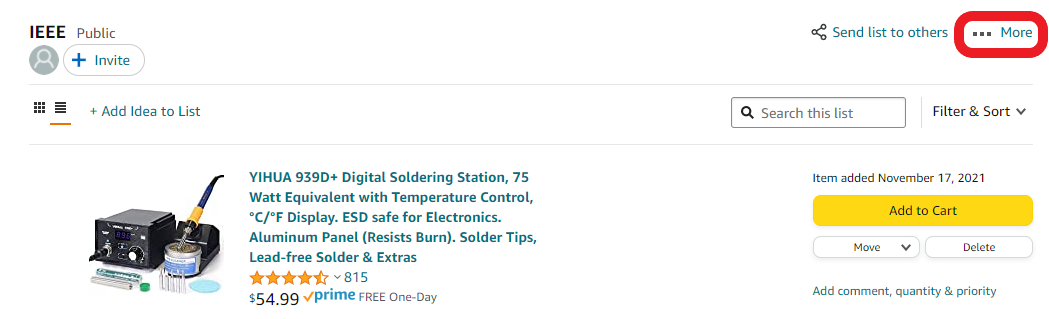 IEEE Public
Send list to others
More
Invite
+ Add Idea to List
Search this list
Filter & Sort
YIHUA 939D+ Digital Soldering Station, 75
Watt Equivalent with Temperature Control,
°C/°F Display. ESD safe for Electronics.
Aluminum Panel (Resists Burn). Solder Tips,
Lead-free Solder & Extras
815
$54.99 prime FREE One-Day
Item added November 17, 2021
Add to Cart
Move
Delete
Add comment, quantity & priority